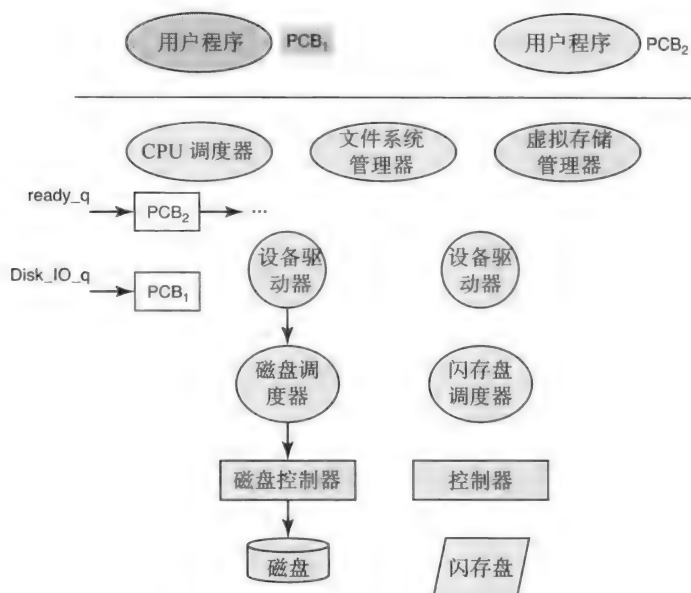 用户程序 PCB₁ 用户程序 PCB₂
CPU 调度器
文件系统
管理器
虚拟存储
管理器
ready_q
PCB₂
...
Disk_IO_q
PCB₁
设备驱
动器
设备驱
动器
磁盘调
度器
闪存盘
调度器
磁盘控制器
控制器
磁盘
闪存盘